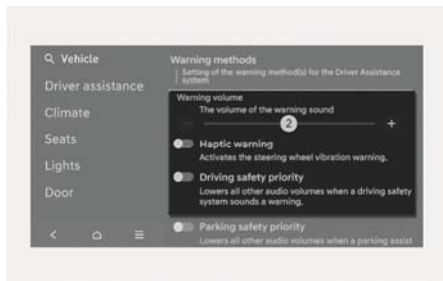 Vehicle
Driver assistance
Climate
Seats
Lights
Door
Warning methods
Setting of the warning method(s) for the Driver Assistance
system
Warning volume
The volume of the warning sound
2
+
Haptic warning
Activates the steering wheel vibration warning.
Driving safety priority
Lowers all other audio volumes when a driving safety
system sounds a warning.
Parking safety priority
Lowers all other audio volumes when a parking assist